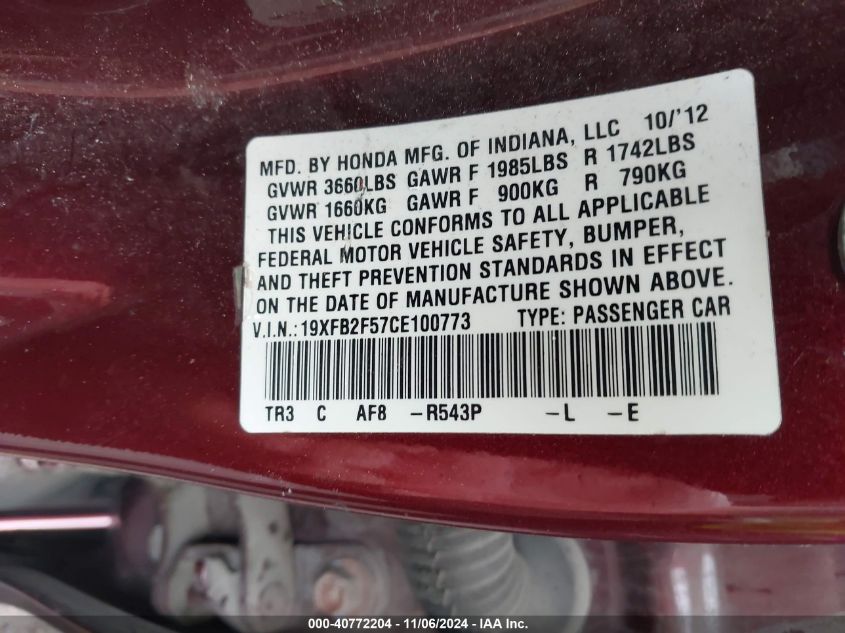 MFD. BY HONDA MFG. OF INDIANA, LLC 10/'12
GVWR 3660LBS GAWR F 1985LBS R 1742LBS
GVWR 1660KG GAWR F 900KG R 790KG
THIS VEHICLE CONFORMS TO ALL APPLICABLE
FEDERAL MOTOR VEHICLE SAFETY, BUMPER,
AND THEFT PREVENTION STANDARDS IN EFFECT
ON THE DATE OF MANUFACTURE SHOWN ABOVE.
V.I.N.:19XFB2F57CE100773 TYPE: PASSENGER CAR
TR3 C AF8 -R543P -L -E
000-40772204 - 11/06/2024 - IAA, Inc.